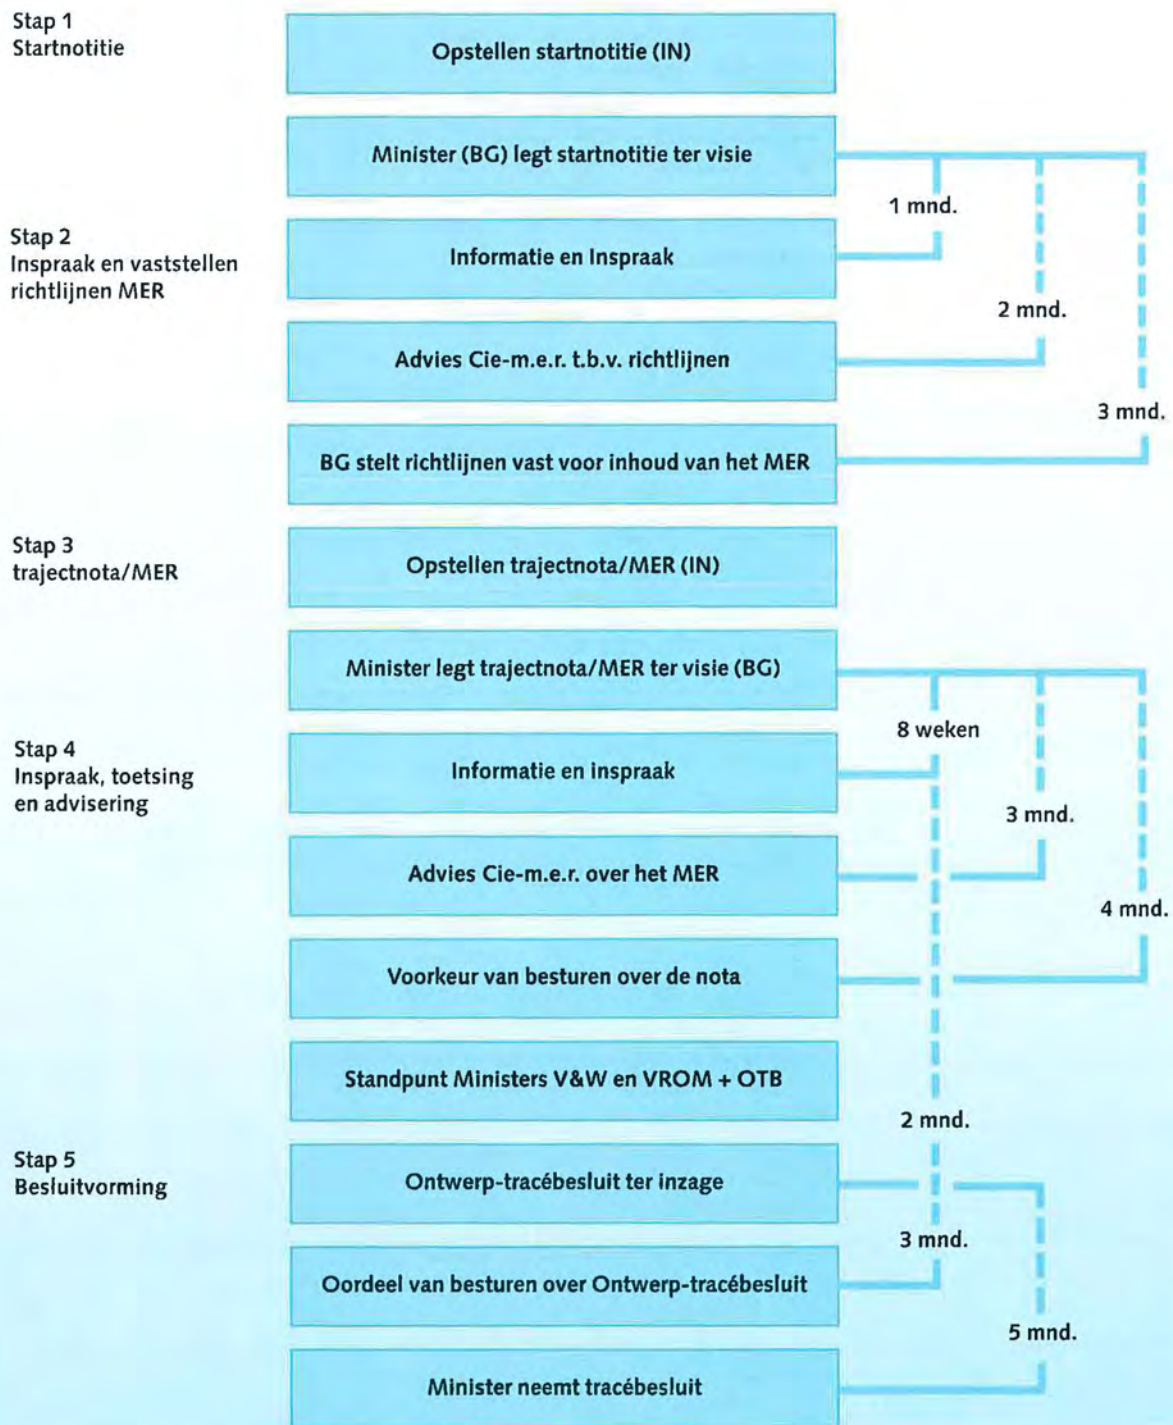 Stap 1
Startnotitie
Opstellen startnotitie (IN)
Minister (BG) legt startnotitie ter visie
1 mnd.
Stap 2
Inspraak en vaststellen
richtlijnen MER
Informatie en Inspraak
2 mnd.
Advies Cie-m.e.r. t.b.v. richtlijnen
3 mnd.
BG stelt richtlijnen vast voor inhoud van het MER
Stap 3
trajectnota/MER
Opstellen trajectnota/MER (IN)
Minister legt trajectnota/MER ter visie (BG)
8 weken
Stap 4
Inspraak, toetsing
en advisering
Informatie en inspraak
3 mnd.
Advies Cie-m.e.r. over het MER
4 mnd.
Voorkeur van besturen over de nota
Standpunt Ministers V&W en VROM + OTB
2 mnd.
Stap 5
Besluitvorming
Ontwerp-tracébesluit ter inzage
3 mnd.
Oordeel van besturen over Ontwerp-tracébesluit
5 mnd.
Minister neemt tracébesluit